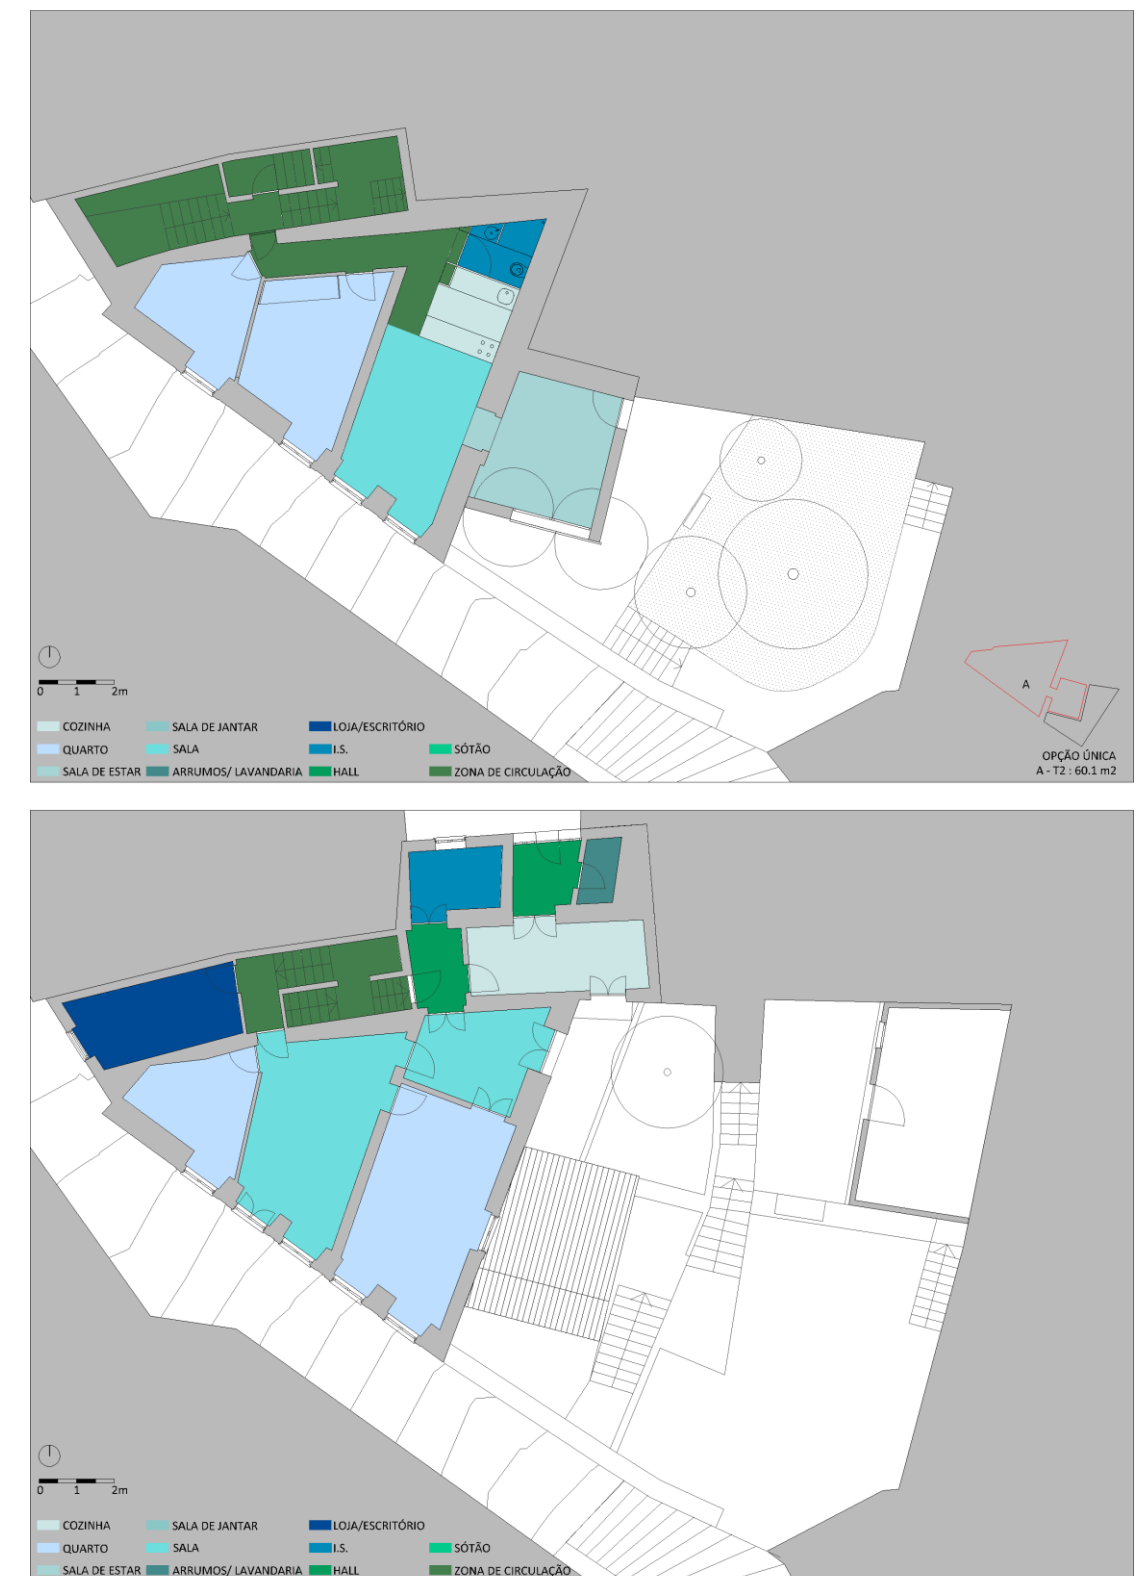 A
0 1 2m
COZINHA SALA DE JANTAR LOJA/ESCRITÓRIO
QUARTO SALA I.S. SÓTÃO
SALA DE ESTAR ARRUMOS/ LAVANDARIA HALL ZONA DE CIRCULAÇÃO
OPÇÃO ÚNICA
A - T2 : 60.1 m2
0 1 2m
COZINHA SALA DE JANTAR LOJA/ESCRITÓRIO
QUARTO SALA I.S. SÓTÃO
SALA DE ESTAR ARRUMOS/ LAVANDARIA HALL ZONA DE CIRCULAÇÃO